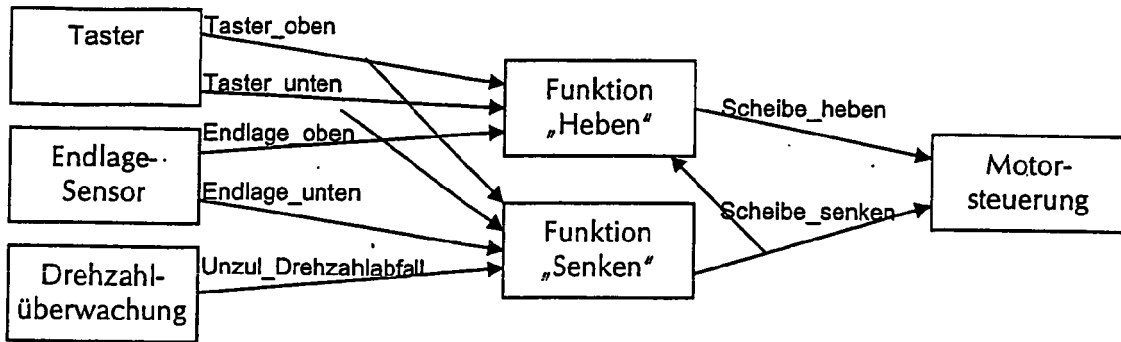 Taster
Taster_oben
Taster_unten
Endlage-
Sensor
Endlage_oben
Endlage_unten
Drehzahl-
überwachung
Unzul_Drehzahlabfall
Funktion
„Heben“
Funktion
„Senken“
Scheibe_heben
Scheibe_senken
Motor-
steuerung